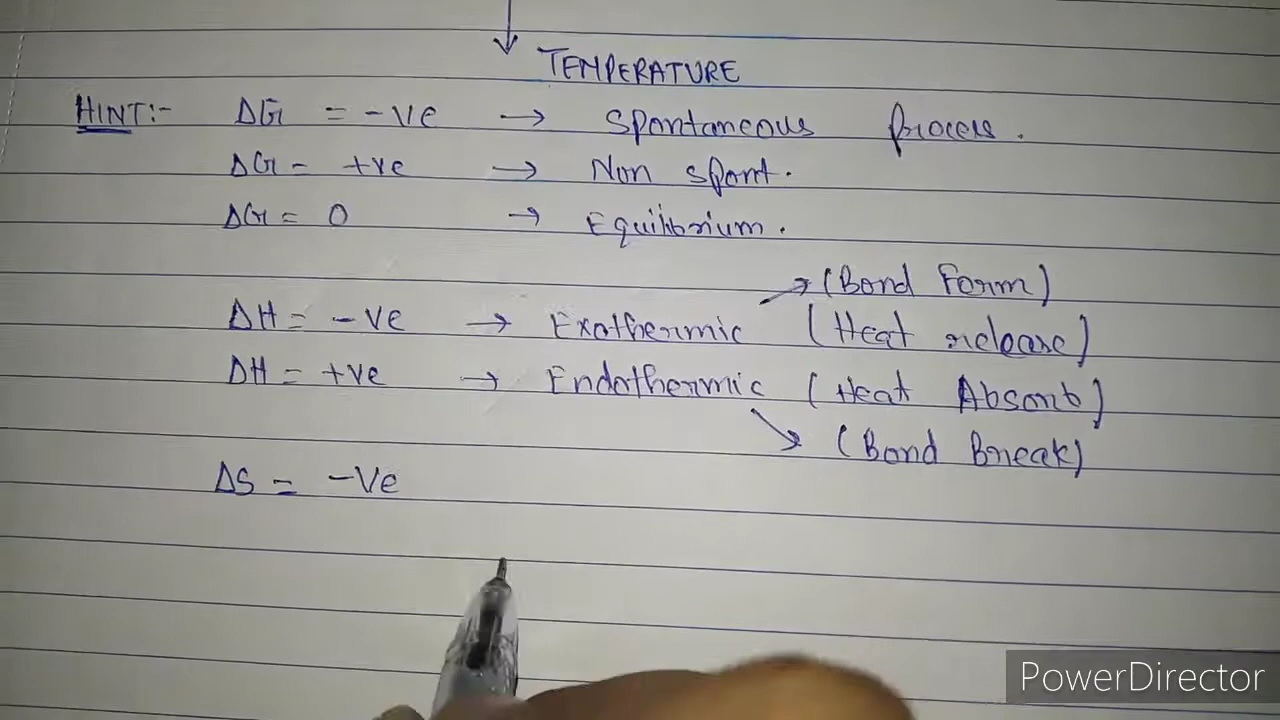 TEMPERATURE
HINT:- ΔG = -ve → Spontaneous Process.
ΔG = +ve → Non spont.
ΔG = 0 → Equilibrium.
→ (Bond Form)
ΔH = -ve → Exothermic (Heat release)
ΔH = +ve → Endothermic (Heat Absorb)
→ (Bond Break)
ΔS = -Ve
PowerDirector